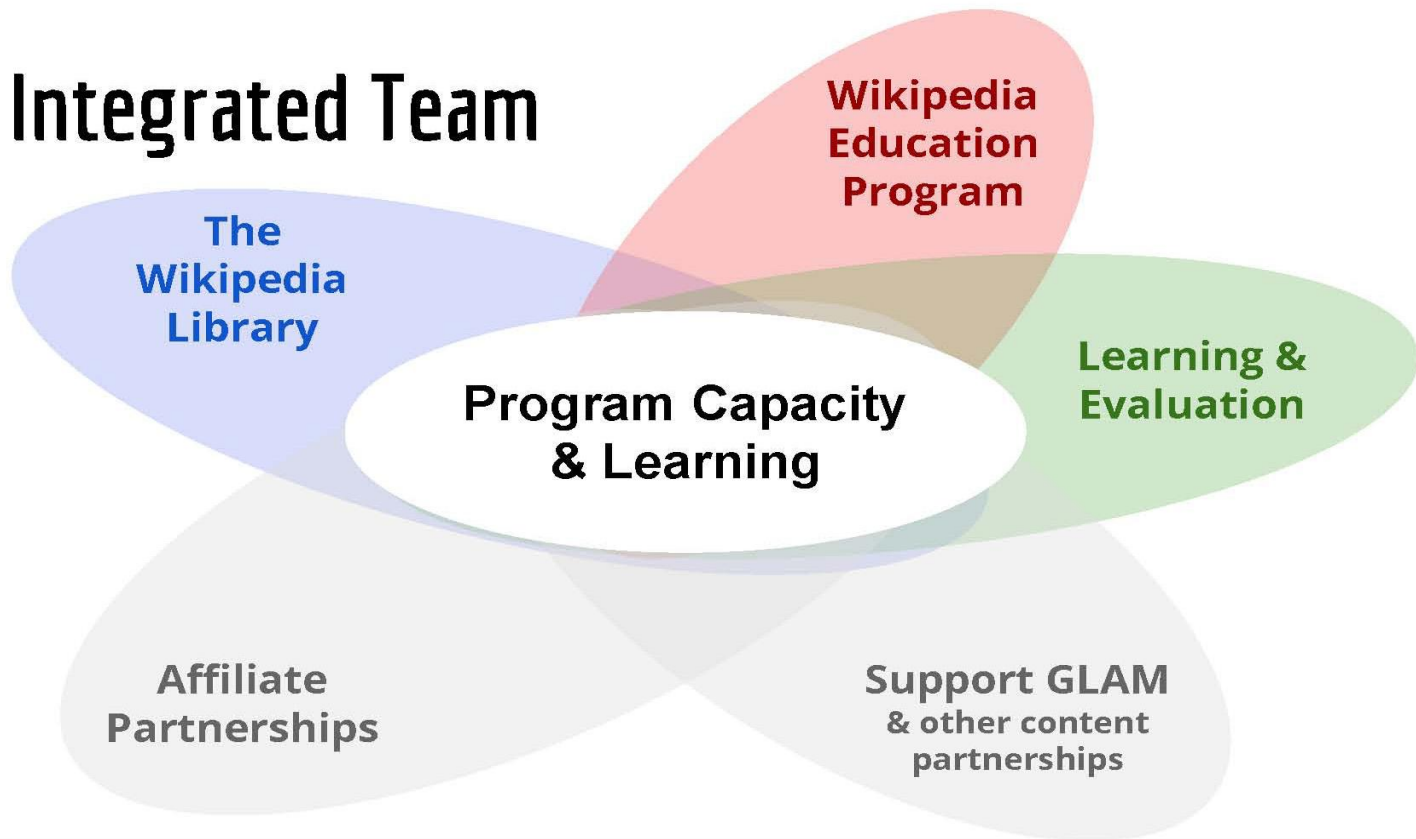 Integrated Team
Wikipedia
Education
Program
The
Wikipedia
Library
Learning &
Evaluation
Program Capacity
& Learning
Affiliate
Partnerships
Support GLAM
& other content
partnerships